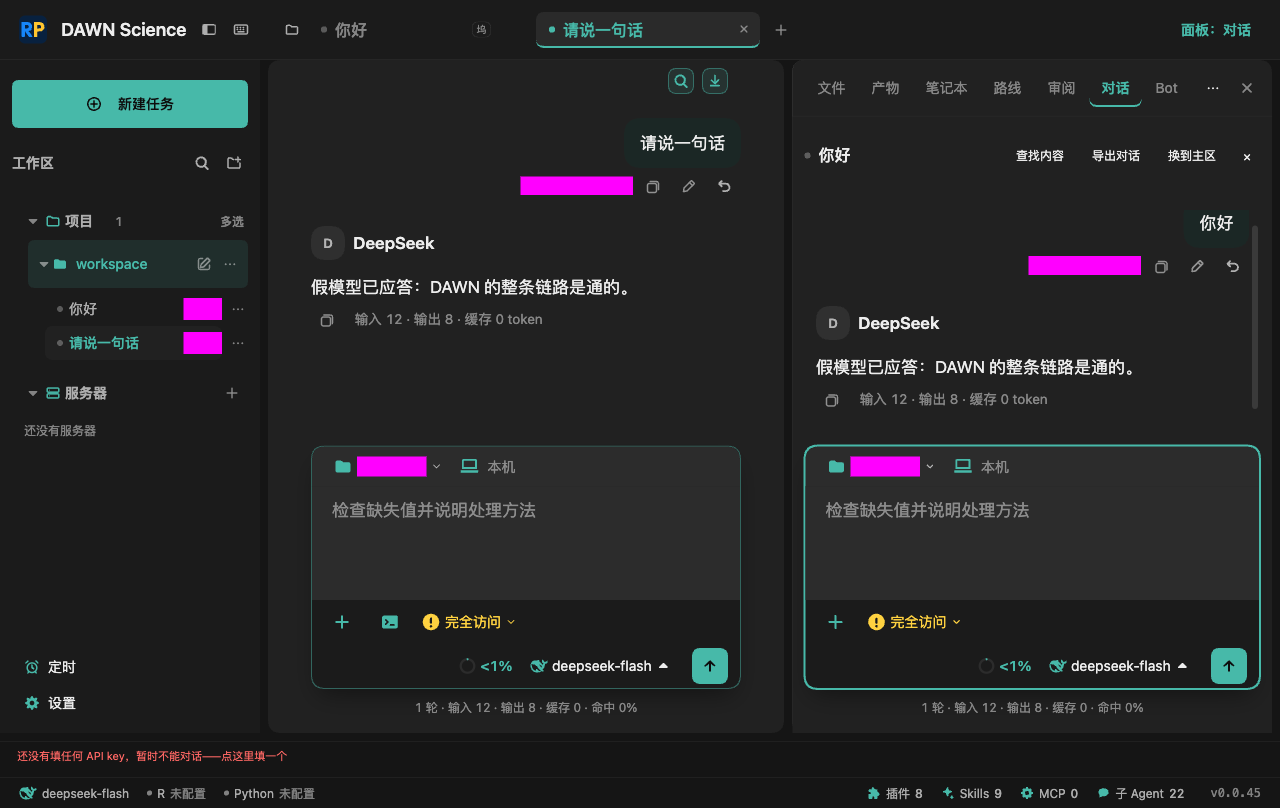 RP DAWN Science
你好
坞
请说一句话
面板：对话
新建任务
工作区
项目 1 多选
workspace
你好
请说一句话
服务器
还没有服务器
定时
设置
请说一句话
D DeepSeek
假模型已应答：DAWN 的整条链路是通的。
输入 12 · 输出 8 · 缓存 0 token
本机
检查缺失值并说明处理方法
完全访问
<1% deepseek-flash
1 轮 · 输入 12 · 输出 8 · 缓存 0 · 命中 0%
文件 产物 笔记本 路线 审阅 对话 Bot
你好 查找内容 导出对话 换到主区
你好
D DeepSeek
假模型已应答：DAWN 的整条链路是通的。
输入 12 · 输出 8 · 缓存 0 token
本机
检查缺失值并说明处理方法
完全访问
<1% deepseek-flash
1 轮 · 输入 12 · 输出 8 · 缓存 0 · 命中 0%
还没有填任何 API key，暂时不能对话——点这里填一个
deepseek-flash R 未配置 Python 未配置 插件 8 Skills 9 MCP 0 子 Agent 22 v0.0.45